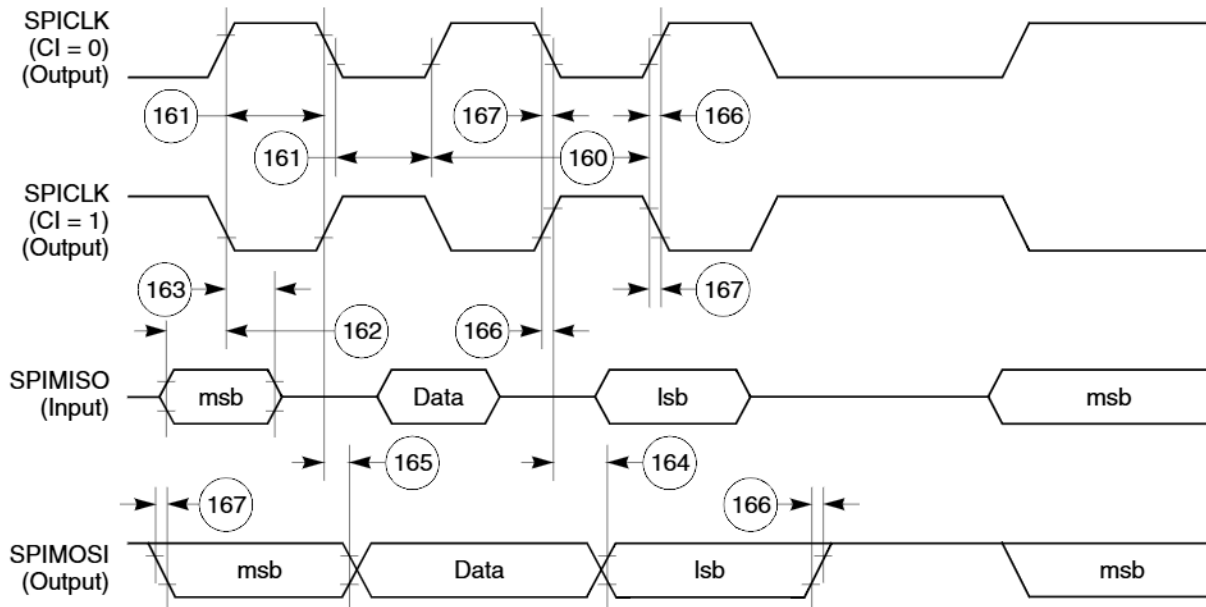 SPICLK
(CI = 0)
(Output)
161
167
166
161
160
SPICLK
(CI = 1)
(Output)
163
167
162
166
SPIMISO
(Input)
msb
Data
lsb
msb
165
164
167
166
SPIMOSI
(Output)
msb
Data
lsb
msb